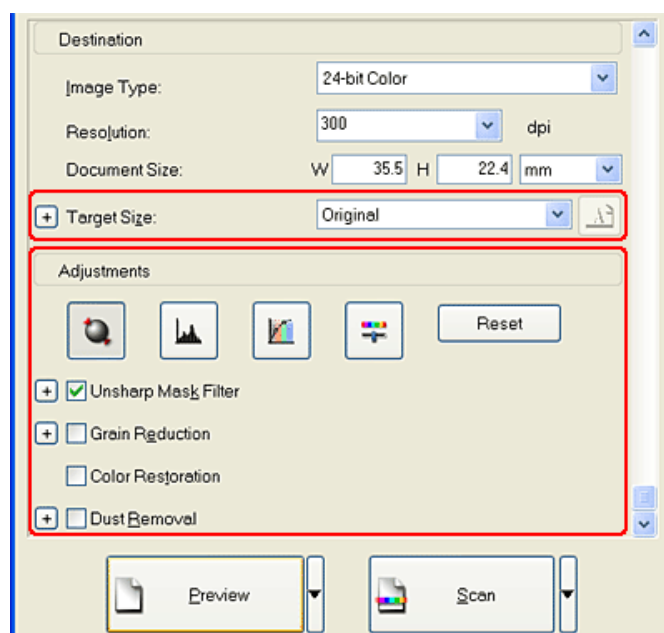 Destination
Image Type: 24-bit Color
Resolution: 300 dpi
Document Size: W 35.5 H 22.4 mm
Target Size: Original
Adjustments
Reset
Unsharp Mask Filter
Grain Reduction
Color Restoration
Dust Removal
Preview Scan